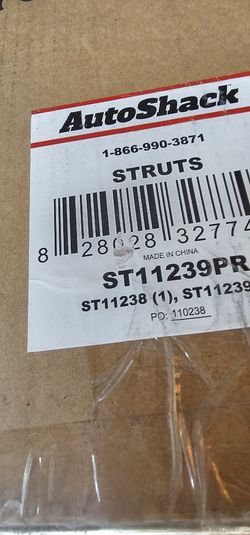 AutoShack
1-866-990-3871
STRUTS
8 28028 32774
MADE IN CHINA
ST11239PR
ST11238 (1), ST11239
PO: 110238